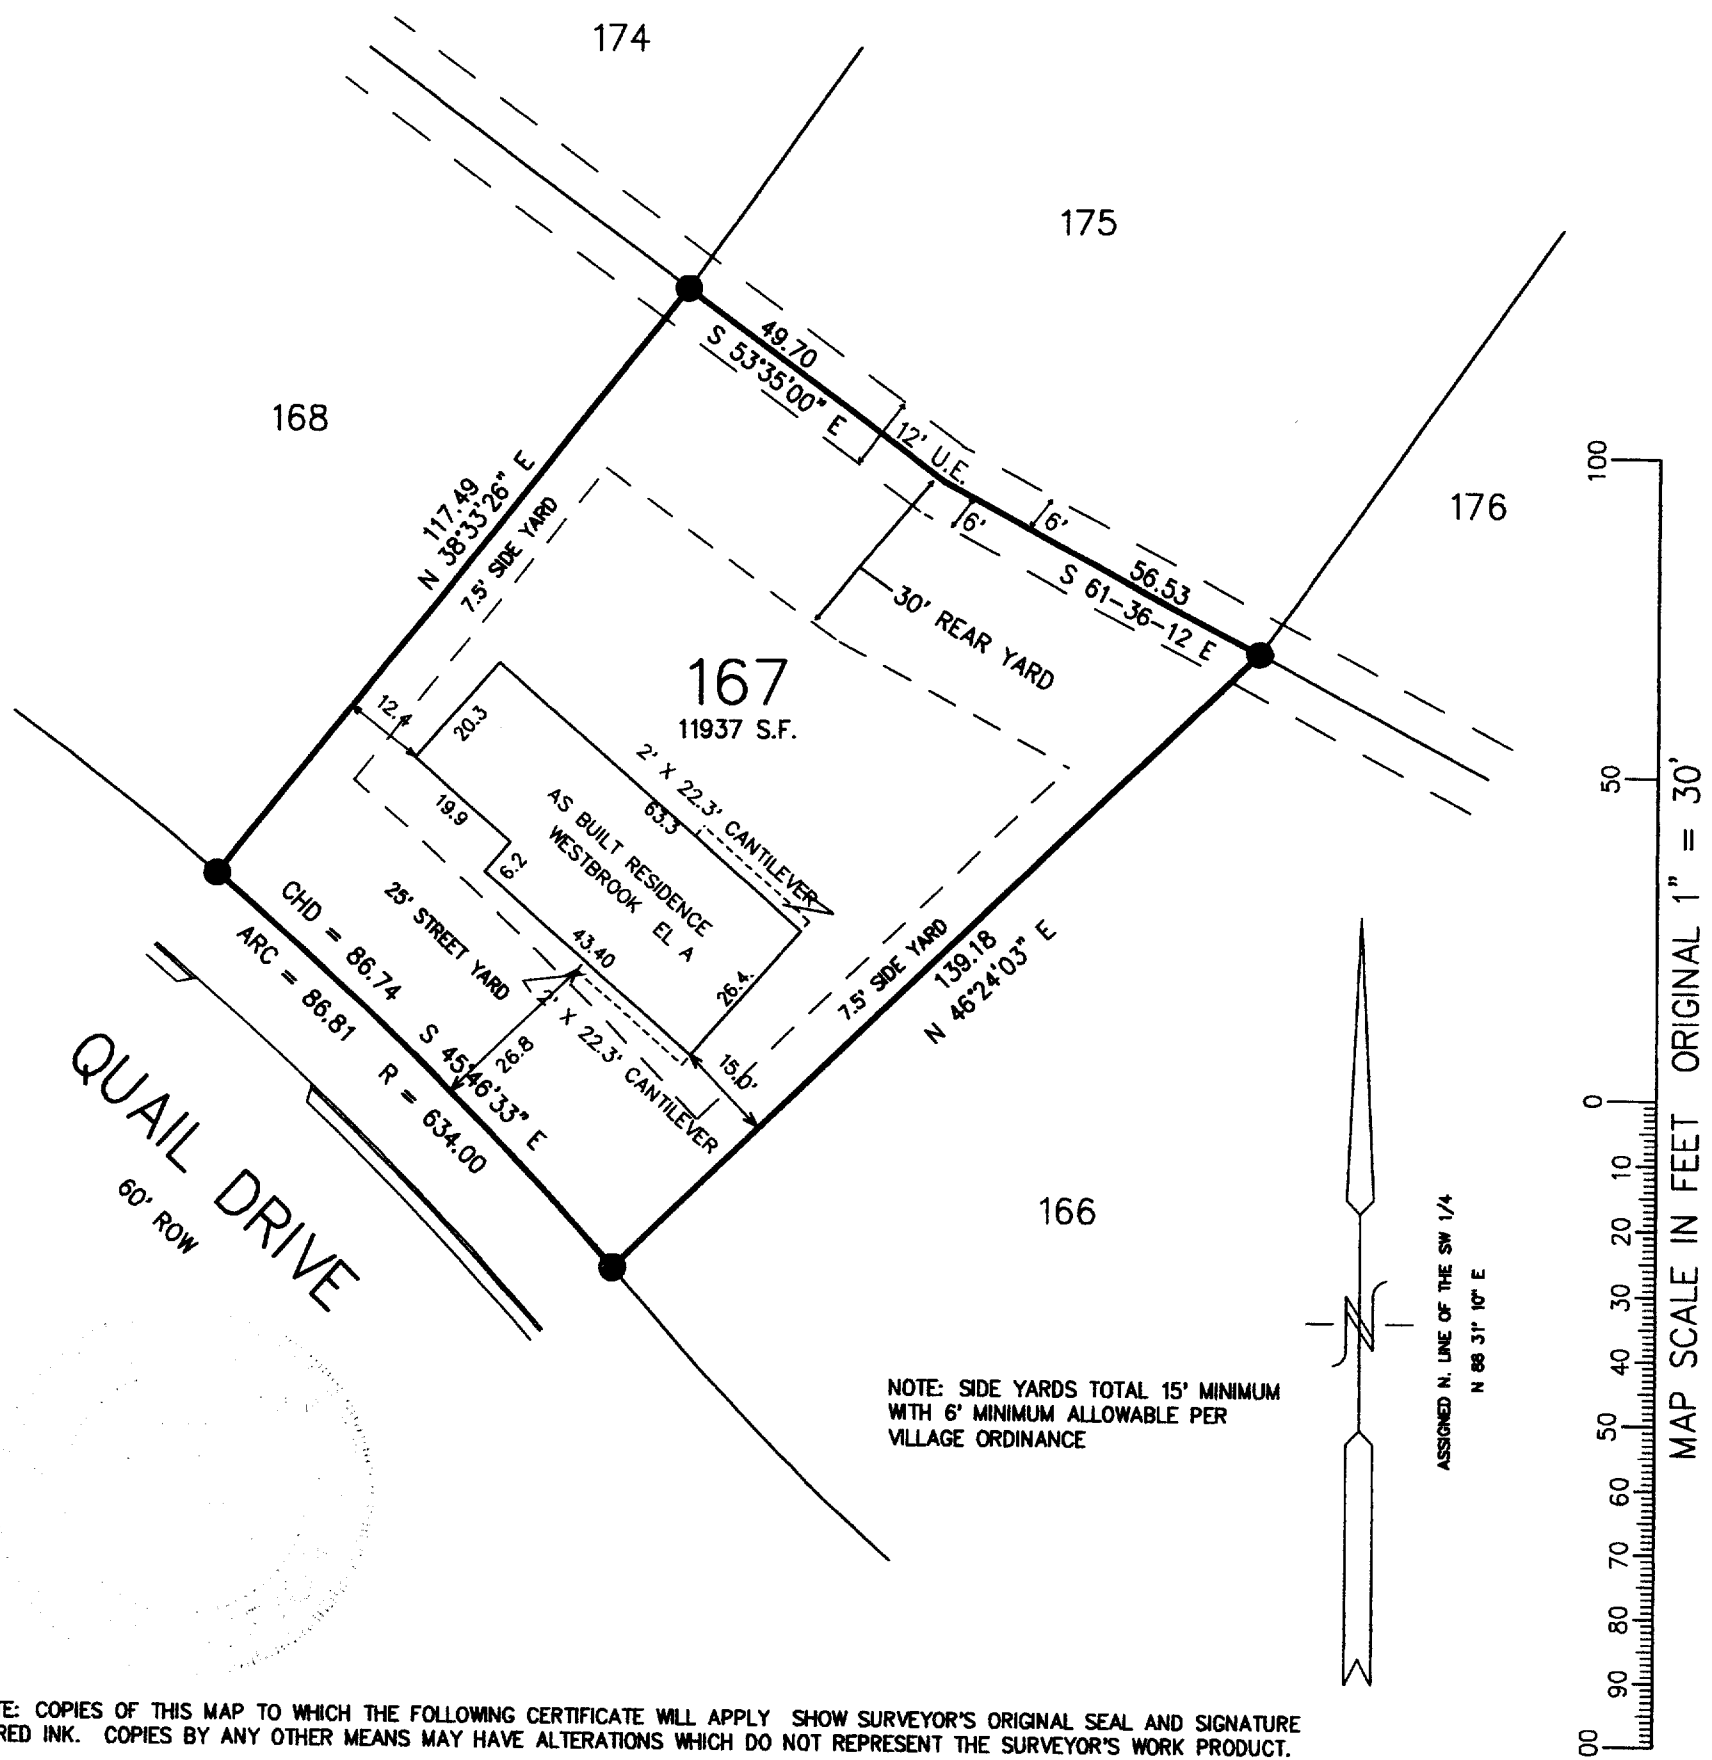 174
175
176
168
49.70
S 53°35'00" E
12' U.E.
6'
6'
56.53
S 61-36-12 E
117.49
N 38°33'26" E
7.5' SIDE YARD
30' REAR YARD
167
11937 S.F.
12.4
20.3
2' X 22.3' CANTILEVER
63.3
19.9
AS BUILT RESIDENCE
WESTBROOK EL A
6.2
43.40
26.4
25' STREET YARD
CHD = 86.74
S 45°46'33" E
ARC = 86.81
R = 634.00
26.8
2' X 22.3' CANTILEVER
15.0'
7.5' SIDE YARD
139.18
N 46°24'03" E
QUAIL DRIVE
60' ROW
166
NOTE: SIDE YARDS TOTAL 15' MINIMUM
WITH 6' MINIMUM ALLOWABLE PER
VILLAGE ORDINANCE
N
ASSIGNED N. LINE OF THE SW 1/4
N 88 31' 10" E
100
50
0
10
20
30
40
50
60
70
80
90
00
MAP SCALE IN FEET ORIGINAL 1" = 30'
TE: COPIES OF THIS MAP TO WHICH THE FOLLOWING CERTIFICATE WILL APPLY SHOW SURVEYOR'S ORIGINAL SEAL AND SIGNATURE
RED INK. COPIES BY ANY OTHER MEANS MAY HAVE ALTERATIONS WHICH DO NOT REPRESENT THE SURVEYOR'S WORK PRODUCT.